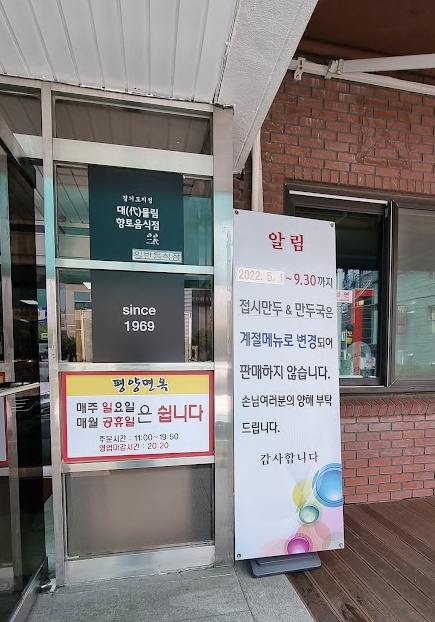 경기도지정
대(代)물림
향토음식점
일반음식점
since
1969
평양면옥
매주 일요일
매월 공휴일은 쉽니다
주문시간 : 11:00~19:50
영업마감시간 : 20:20
알림
2022. 5. 1~9.30까지
접시만두 & 만두국은
계절메뉴로 변경되어
판매하지 않습니다.
손님여러분의 양해 부탁
드립니다.
감사합니다